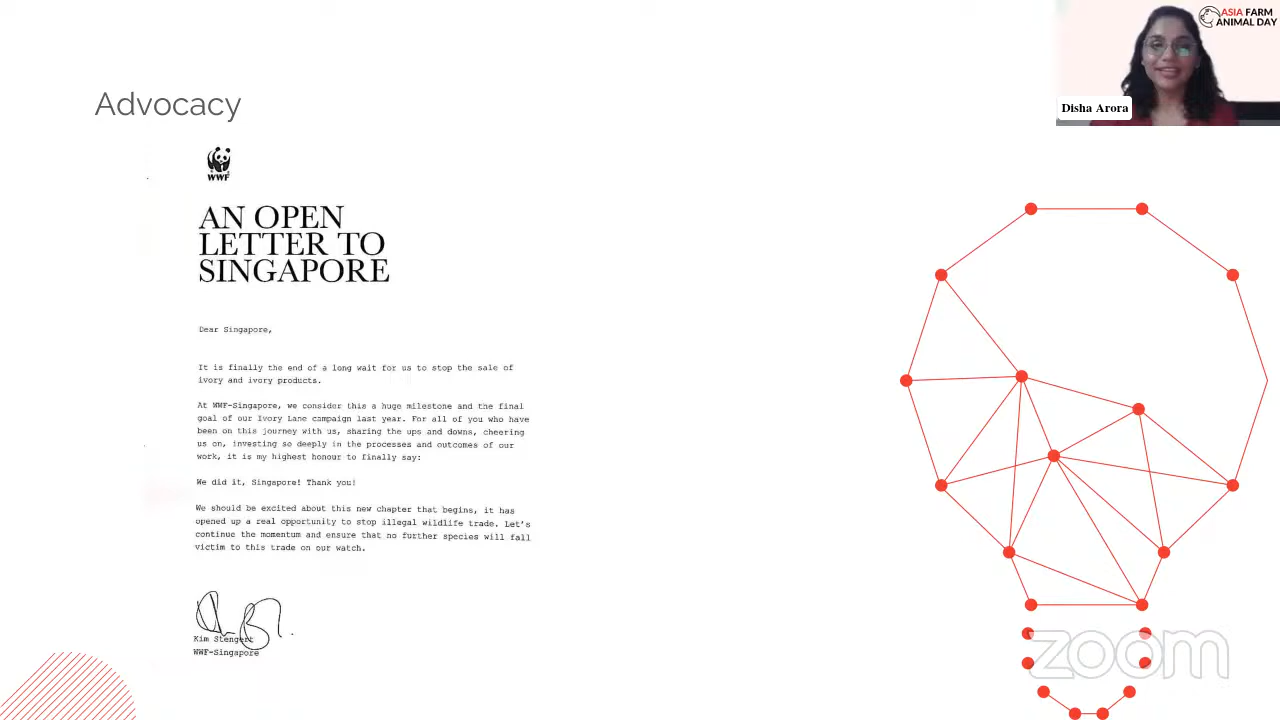 ASIA FARM
ANIMAL DAY
Disha Arora
Advocacy
WWF
AN OPEN
LETTER TO
SINGAPORE
Dear Singapore,
It is finally the end of a long wait for us to stop the sale of
ivory and ivory products.
At WWF-Singapore, we consider this a huge milestone and the final
goal of our Ivory Lane campaign last year. For all of you who have
been on this journey with us, sharing the ups and downs, cheering
us on, investing so deeply in the processes and outcomes of our
work, it is my highest honour to finally say:
We did it, Singapore! Thank you!
We should be excited about this new chapter that begins, it has
opened up a real opportunity to stop illegal wildlife trade. Let's
continue the momentum and ensure that no further species will fall
victim to this trade on our watch.
Kim Stengert
WWF-Singapore
zoom